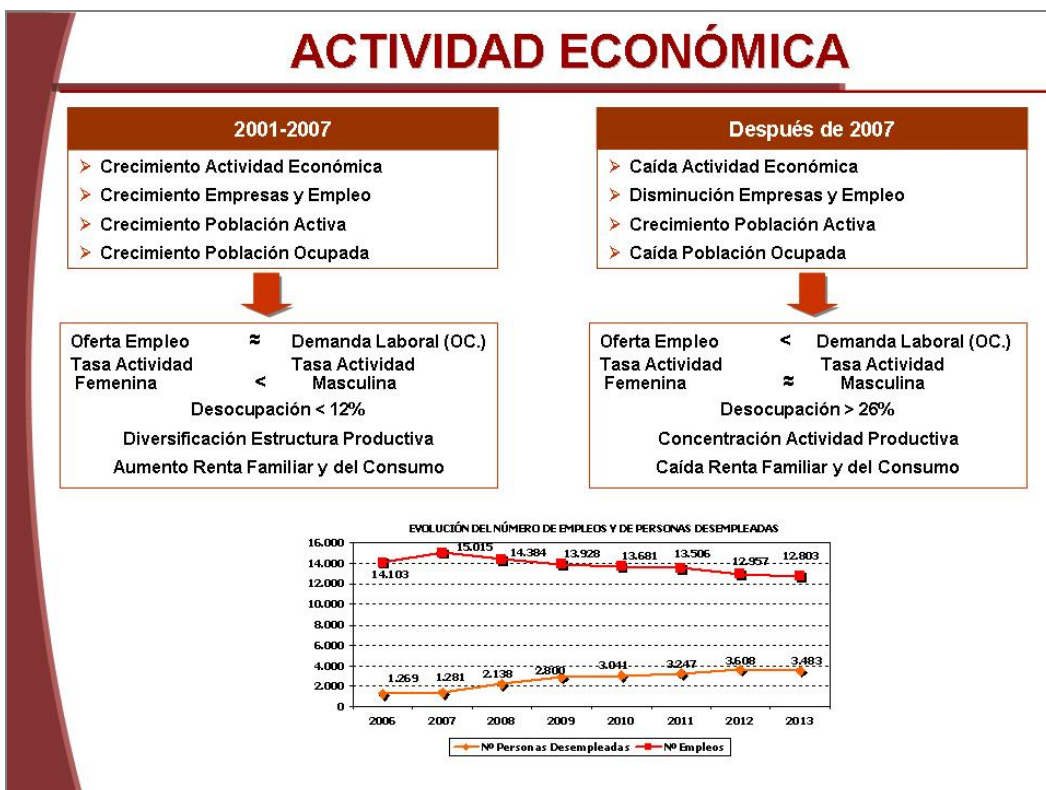 ACTIVIDAD ECONÓMICA
2001-2007
Crecimiento Actividad Económica
Crecimiento Empresas y Empleo
Crecimiento Población Activa
Crecimiento Población Ocupada
Oferta Empleo ≈ Demanda Laboral (OC.)
Tasa Actividad Tasa Actividad
Femenina < Masculina
Desocupación < 12%
Diversificación Estructura Productiva
Aumento Renta Familiar y del Consumo
Después de 2007
Caída Actividad Económica
Disminución Empresas y Empleo
Crecimiento Población Activa
Caída Población Ocupada
Oferta Empleo < Demanda Laboral (OC.)
Tasa Actividad Tasa Actividad
Femenina ≈ Masculina
Desocupación > 26%
Concentración Actividad Productiva
Caída Renta Familiar y del Consumo
EVOLUCIÓN DEL NÚMERO DE EMPLEOS Y DE PERSONAS DESEMPLEADAS
16.000
14.000
12.000
10.000
8.000
6.000
4.000
2.000
0
14.103 15.015 14.384 13.928 13.681 13.506 12.957 12.803
1.269 1.281 2.138 2.800 3.041 3.247 3.608 3.483
2006 2007 2008 2009 2010 2011 2012 2013
Nº Personas Desempleadas Nº Empleos